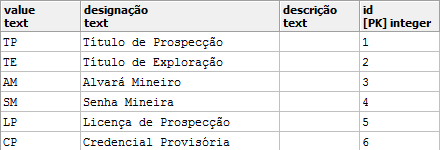 value designação descrição id
text text text [PK] integer
TP Título de Prospecção 1
TE Título de Exploração 2
AM Alvará Mineiro 3
SM Senha Mineira 4
LP Licença de Prospecção 5
CP Credencial Provisória 6